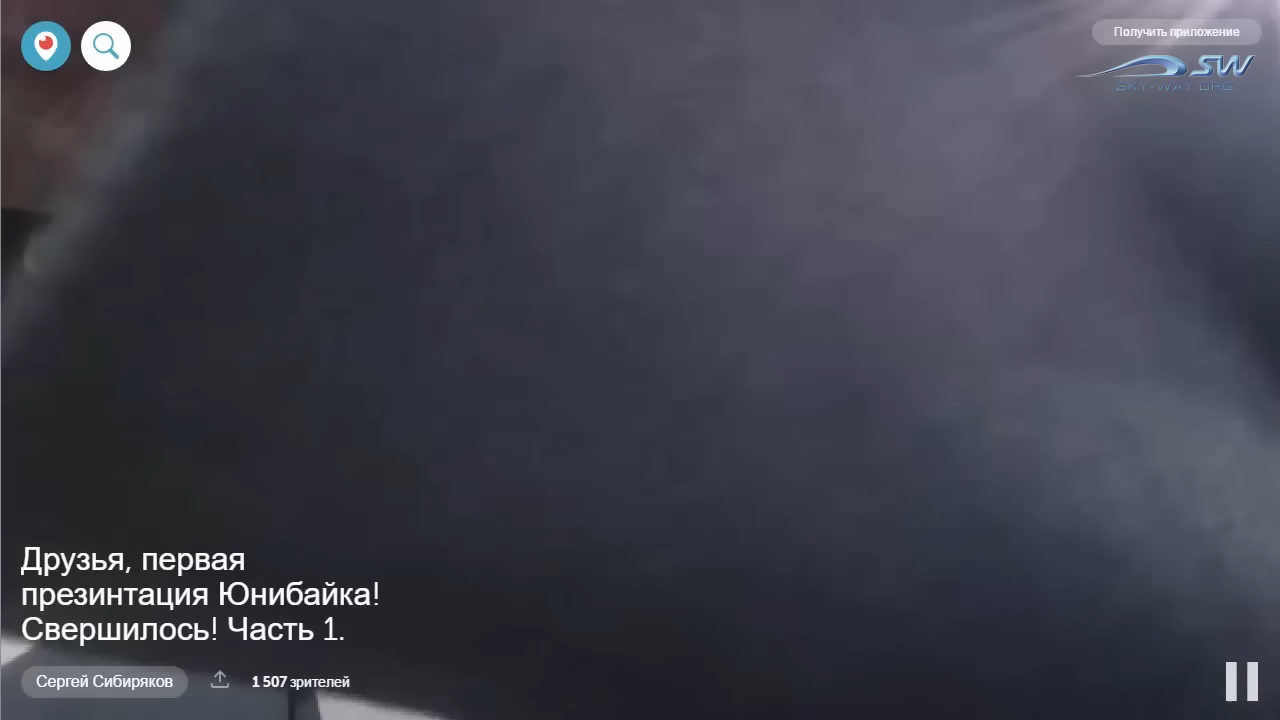 Получить приложение
SW
SKY-WAY.ORG
Друзья, первая
презинтация Юнибайка!
Свершилось! Часть 1.
Сергей Сибиряков
1 507 зрителей